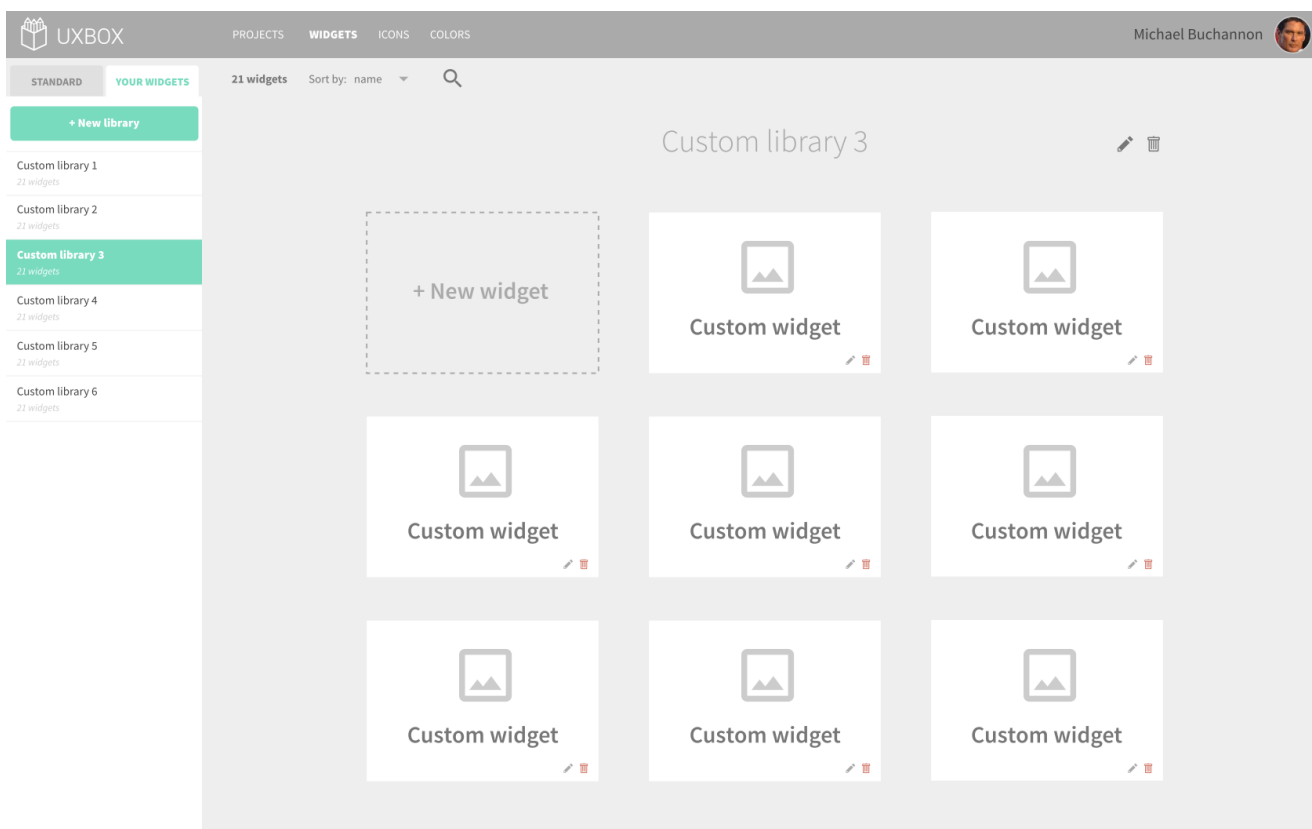 UXBOX
PROJECTS WIDGETS ICONS COLORS
Michael Buchannon
STANDARD YOUR WIDGETS
21 widgets Sort by: name
+ New library
Custom library 1
21 widgets
Custom library 2
21 widgets
Custom library 3
21 widgets
Custom library 4
21 widgets
Custom library 5
21 widgets
Custom library 6
21 widgets
Custom library 3
+ New widget
Custom widget
Custom widget
Custom widget
Custom widget
Custom widget
Custom widget
Custom widget
Custom widget